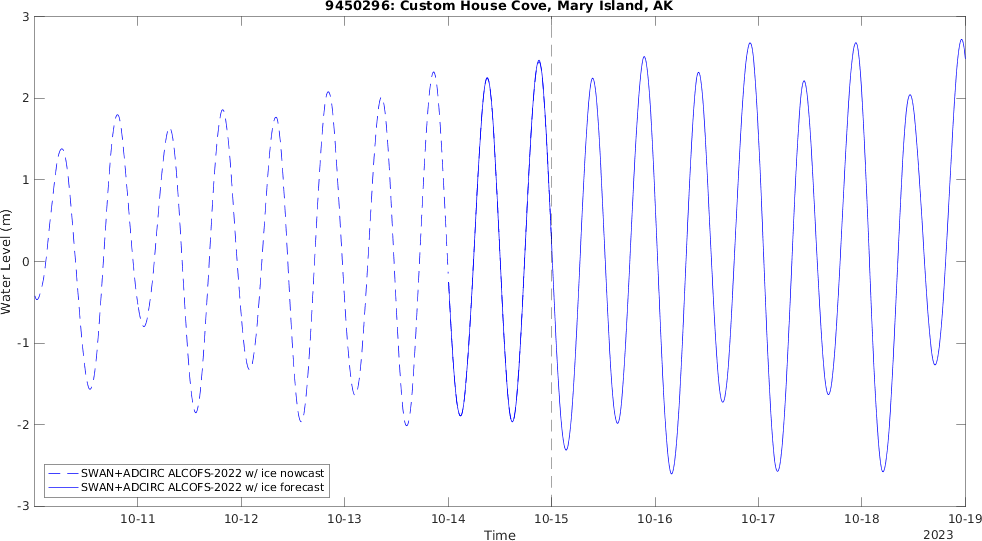 9450296: Custom House Cove, Mary Island, AK
3
2
1
0
-1
-2
-3
Water Level (m)
SWAN+ADCIRC ALCOFS-2022 w/ ice nowcast
SWAN+ADCIRC ALCOFS-2022 w/ ice forecast
10-11 10-12 10-13 10-14 10-15 10-16 10-17 10-18 10-19
Time
2023